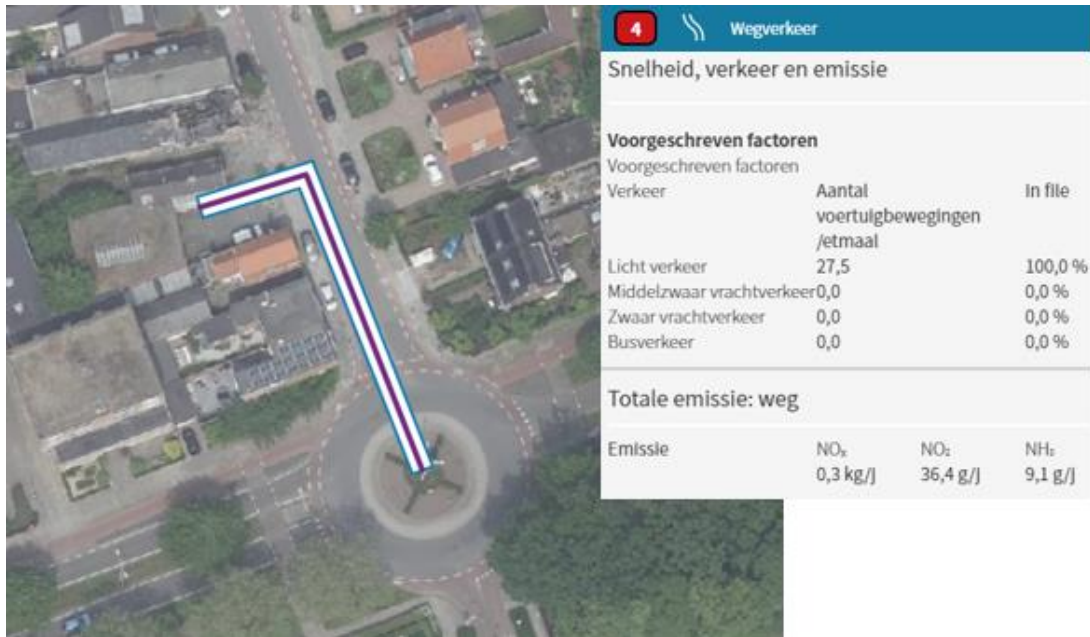 4 Wegverkeer
Snelheid, verkeer en emissie
Voorgeschreven factoren
Voorgeschreven factoren
Verkeer Aantal voertuigbewegingen /etmaal In file
Licht verkeer 27,5 100,0 %
Middelzwaar vrachtverkeer 0,0 0,0 %
Zwaar vrachtverkeer 0,0 0,0 %
Busverkeer 0,0 0,0 %
Totale emissie: weg
Emissie NOₓ NO₂ NH₃
0,3 kg/j 36,4 g/j 9,1 g/j